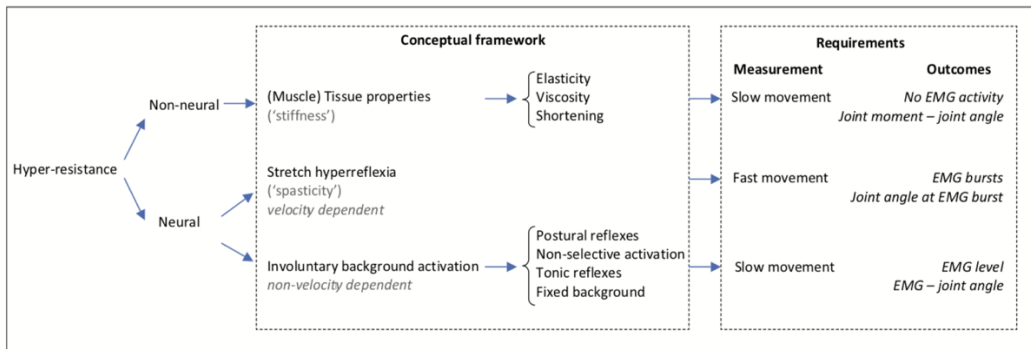 Conceptual framework
Requirements
Measurement Outcomes
Hyper-resistance
Non-neural
(Muscle) Tissue properties
('stiffness')
Elasticity
Viscosity
Shortening
Slow movement
No EMG activity
Joint moment – joint angle
Neural
Stretch hyperreflexia
('spasticity')
velocity dependent
Fast movement
EMG bursts
Joint angle at EMG burst
Involuntary background activation
non-velocity dependent
Postural reflexes
Non-selective activation
Tonic reflexes
Fixed background
Slow movement
EMG level
EMG – joint angle